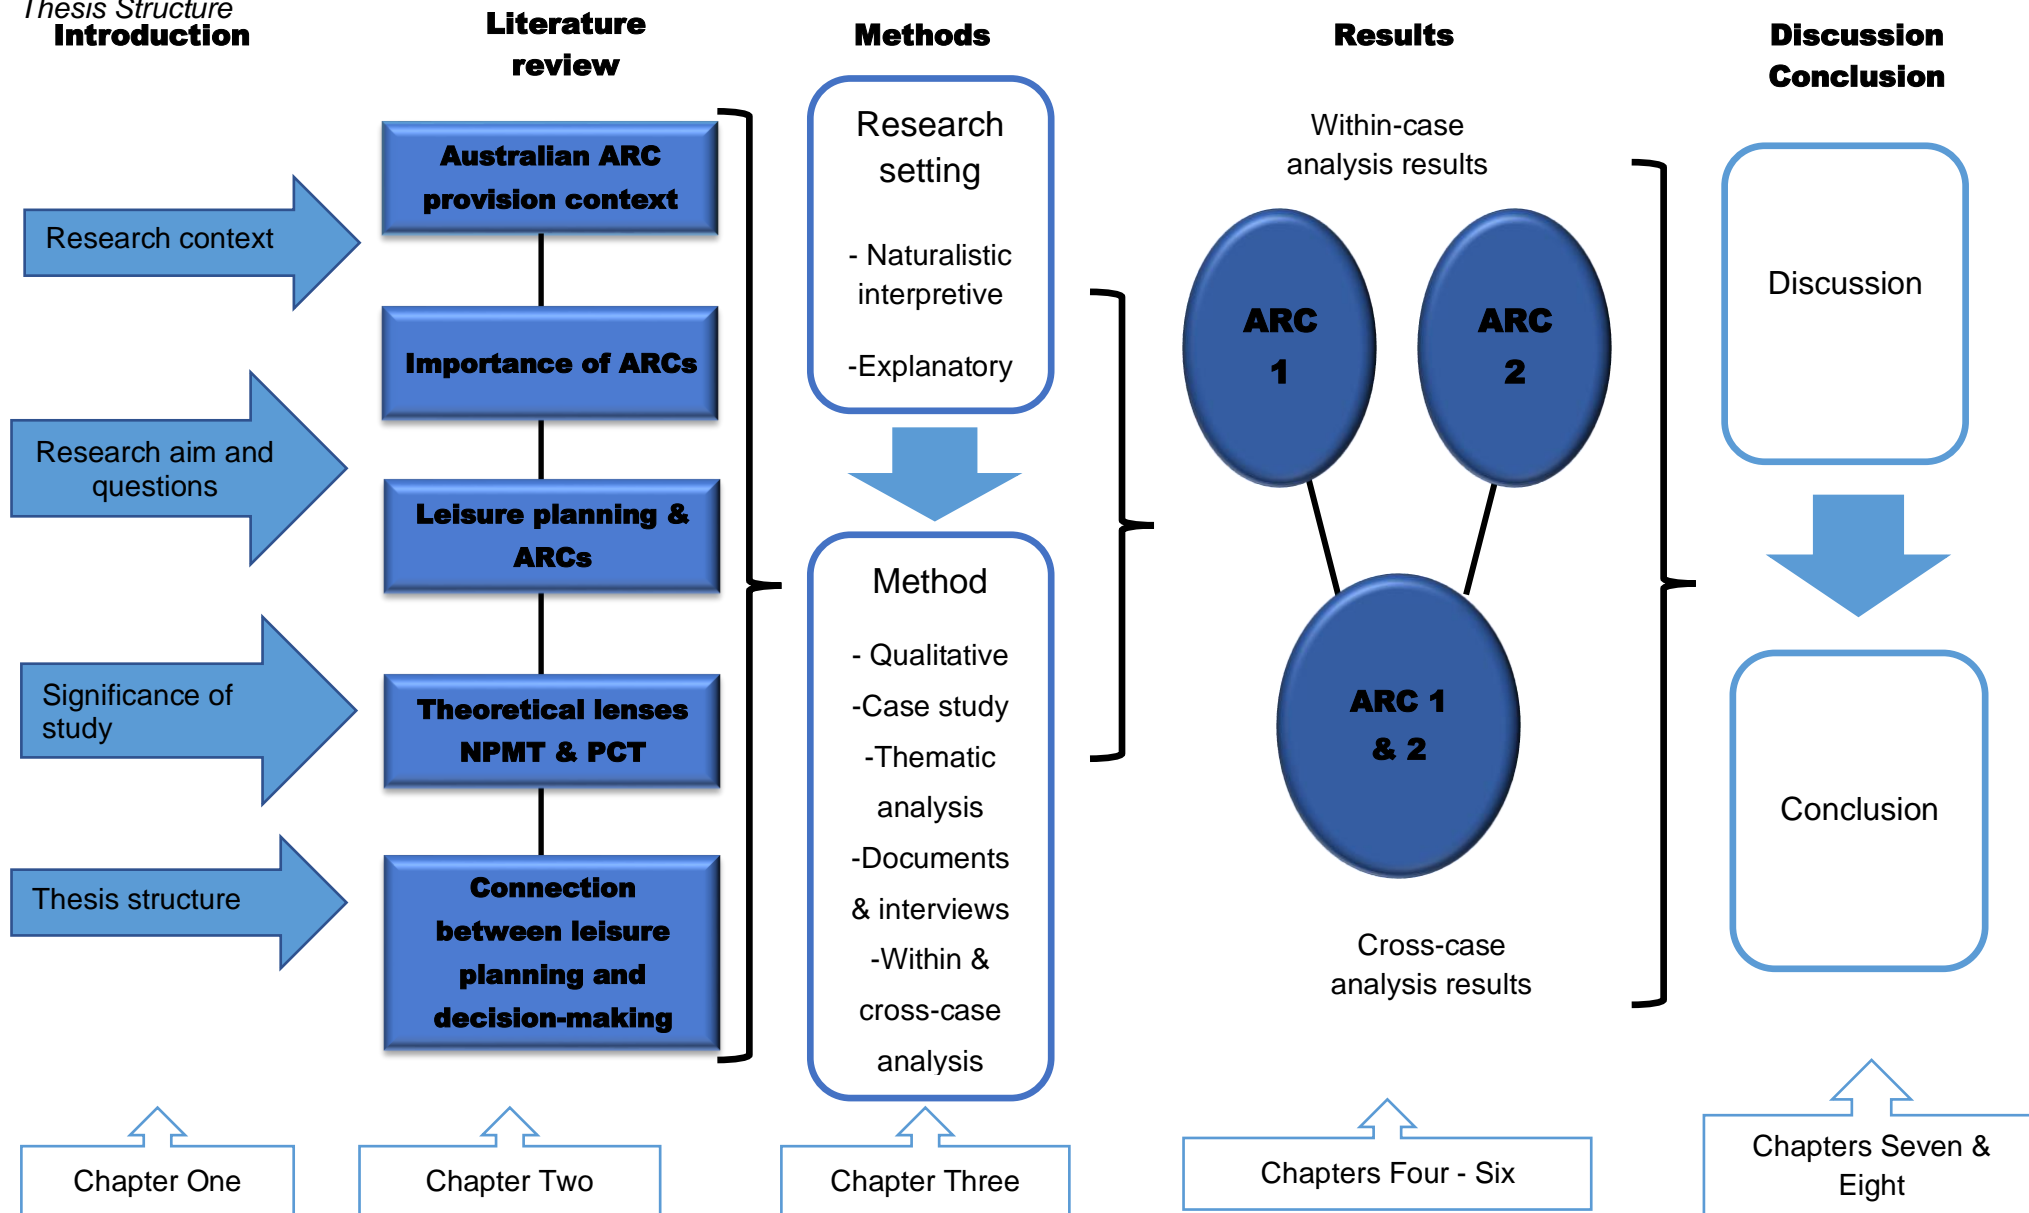 Thesis Structure
Introduction
Research context
Research aim and
questions
Significance of
study
Thesis structure
Chapter One
Literature
review
Australian ARC
provision context
Importance of ARCs
Leisure planning &
ARCs
Theoretical lenses
NPMT & PCT
Connection
between leisure
planning and
decision-making
Chapter Two
Methods
Research
setting
- Naturalistic
interpretive
-Explanatory
Method
- Qualitative
-Case study
-Thematic
analysis
-Documents
& interviews
-Within &
cross-case
analysis
Chapter Three
Results
Within-case
analysis results
ARC
1
ARC
2
ARC 1
& 2
Cross-case
analysis results
Chapters Four - Six
Discussion
Conclusion
Discussion
Conclusion
Chapters Seven &
Eight